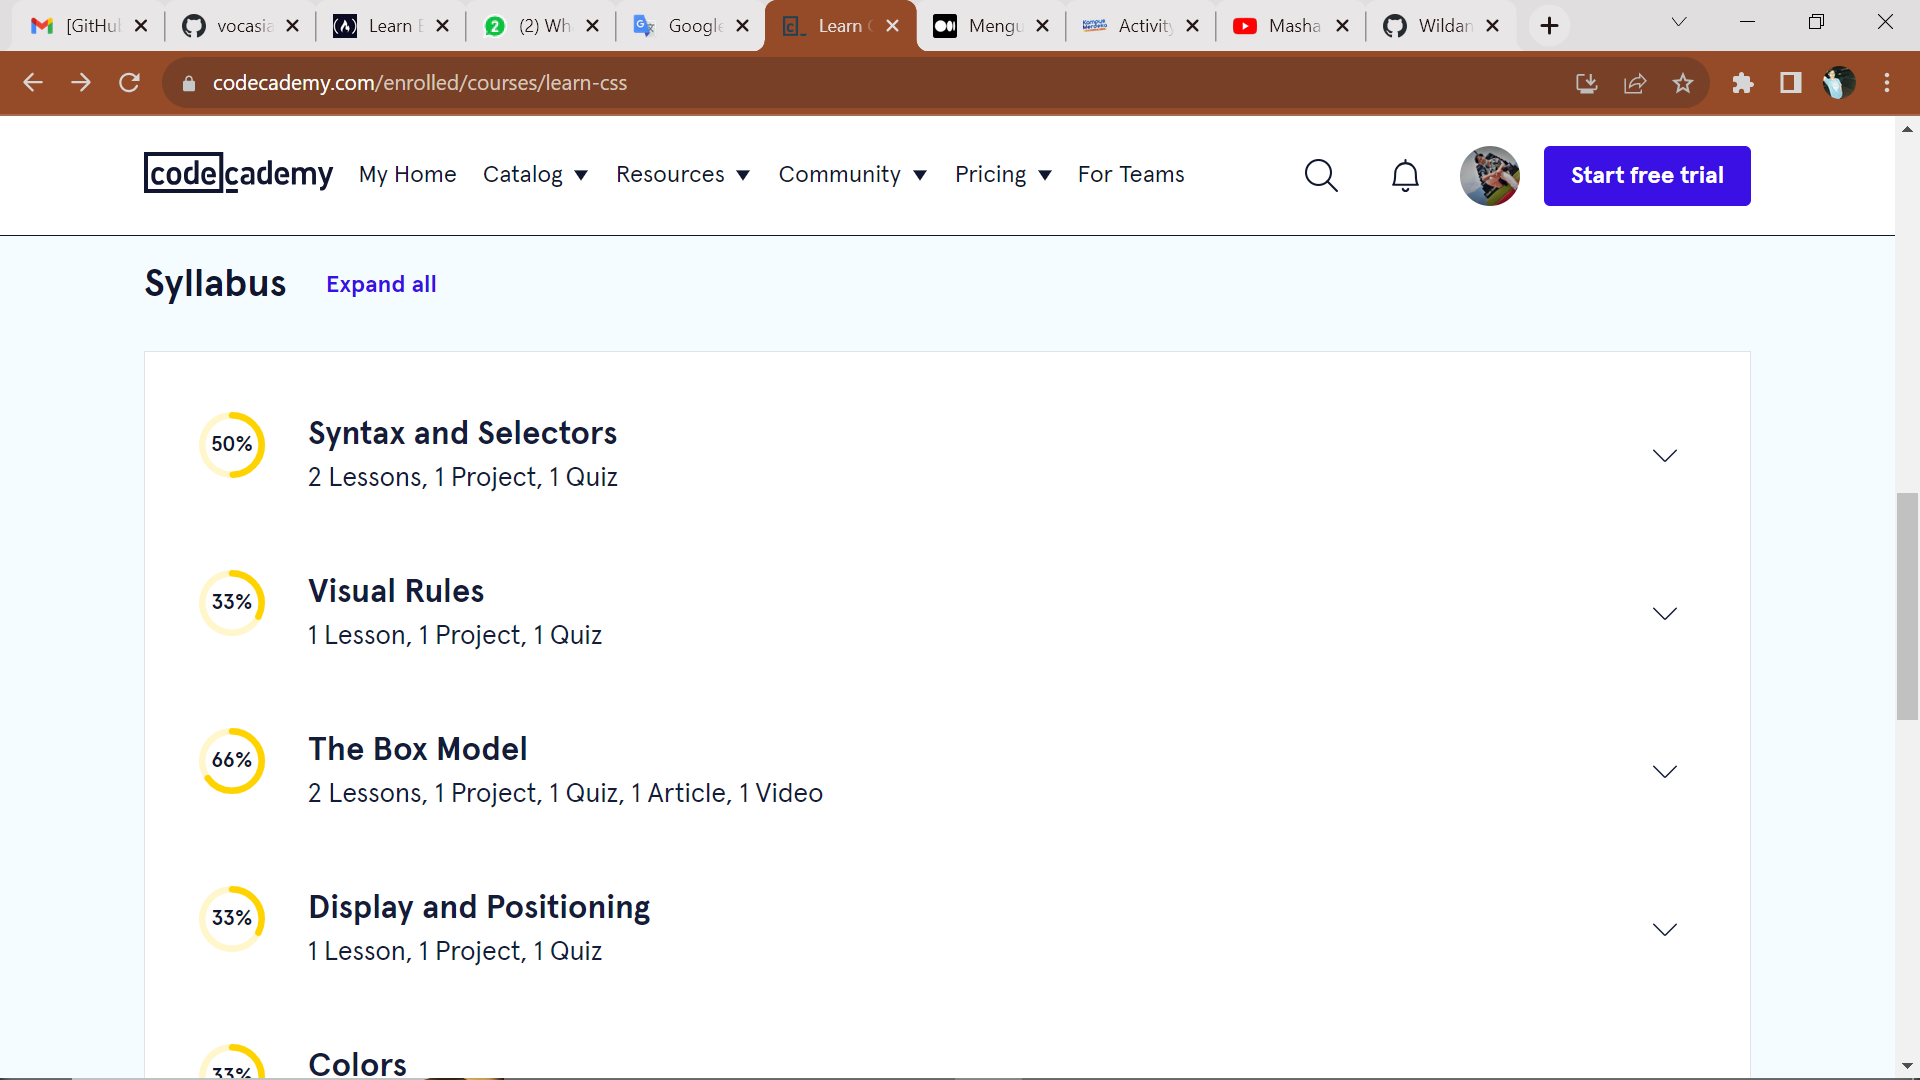 [GitHu
vocasia
Learn
(2) Wh
Google
Learn
Mengu
Activity
Masha
Wildan
codecademy.com/enrolled/courses/learn-css
codecademy
My Home
Catalog
Resources
Community
Pricing
For Teams
Start free trial
Syllabus
Expand all
50%
Syntax and Selectors
2 Lessons, 1 Project, 1 Quiz
33%
Visual Rules
1 Lesson, 1 Project, 1 Quiz
66%
The Box Model
2 Lessons, 1 Project, 1 Quiz, 1 Article, 1 Video
33%
Display and Positioning
1 Lesson, 1 Project, 1 Quiz
33%
Colors